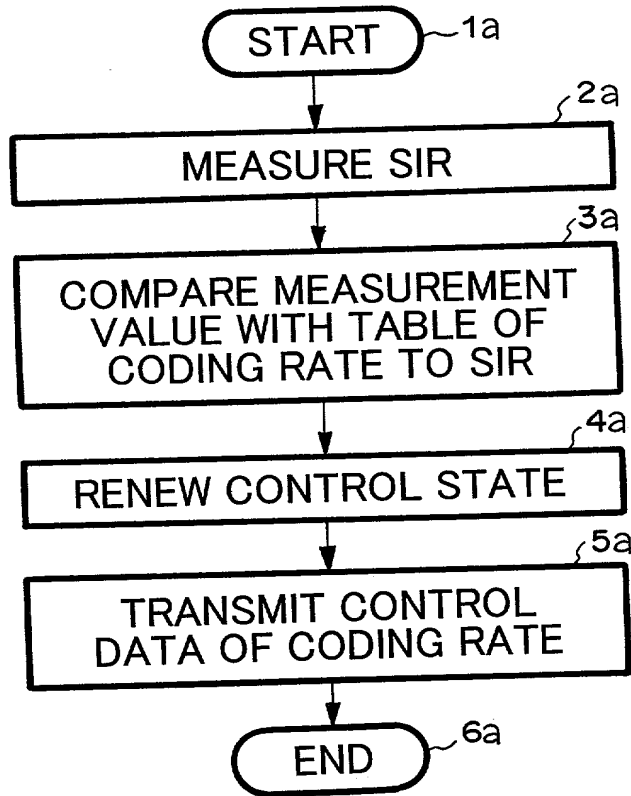 START
1a
2a
MEASURE SIR
3a
COMPARE MEASUREMENT
VALUE WITH TABLE OF
CODING RATE TO SIR
4a
RENEW CONTROL STATE
5a
TRANSMIT CONTROL
DATA OF CODING RATE
END
6a